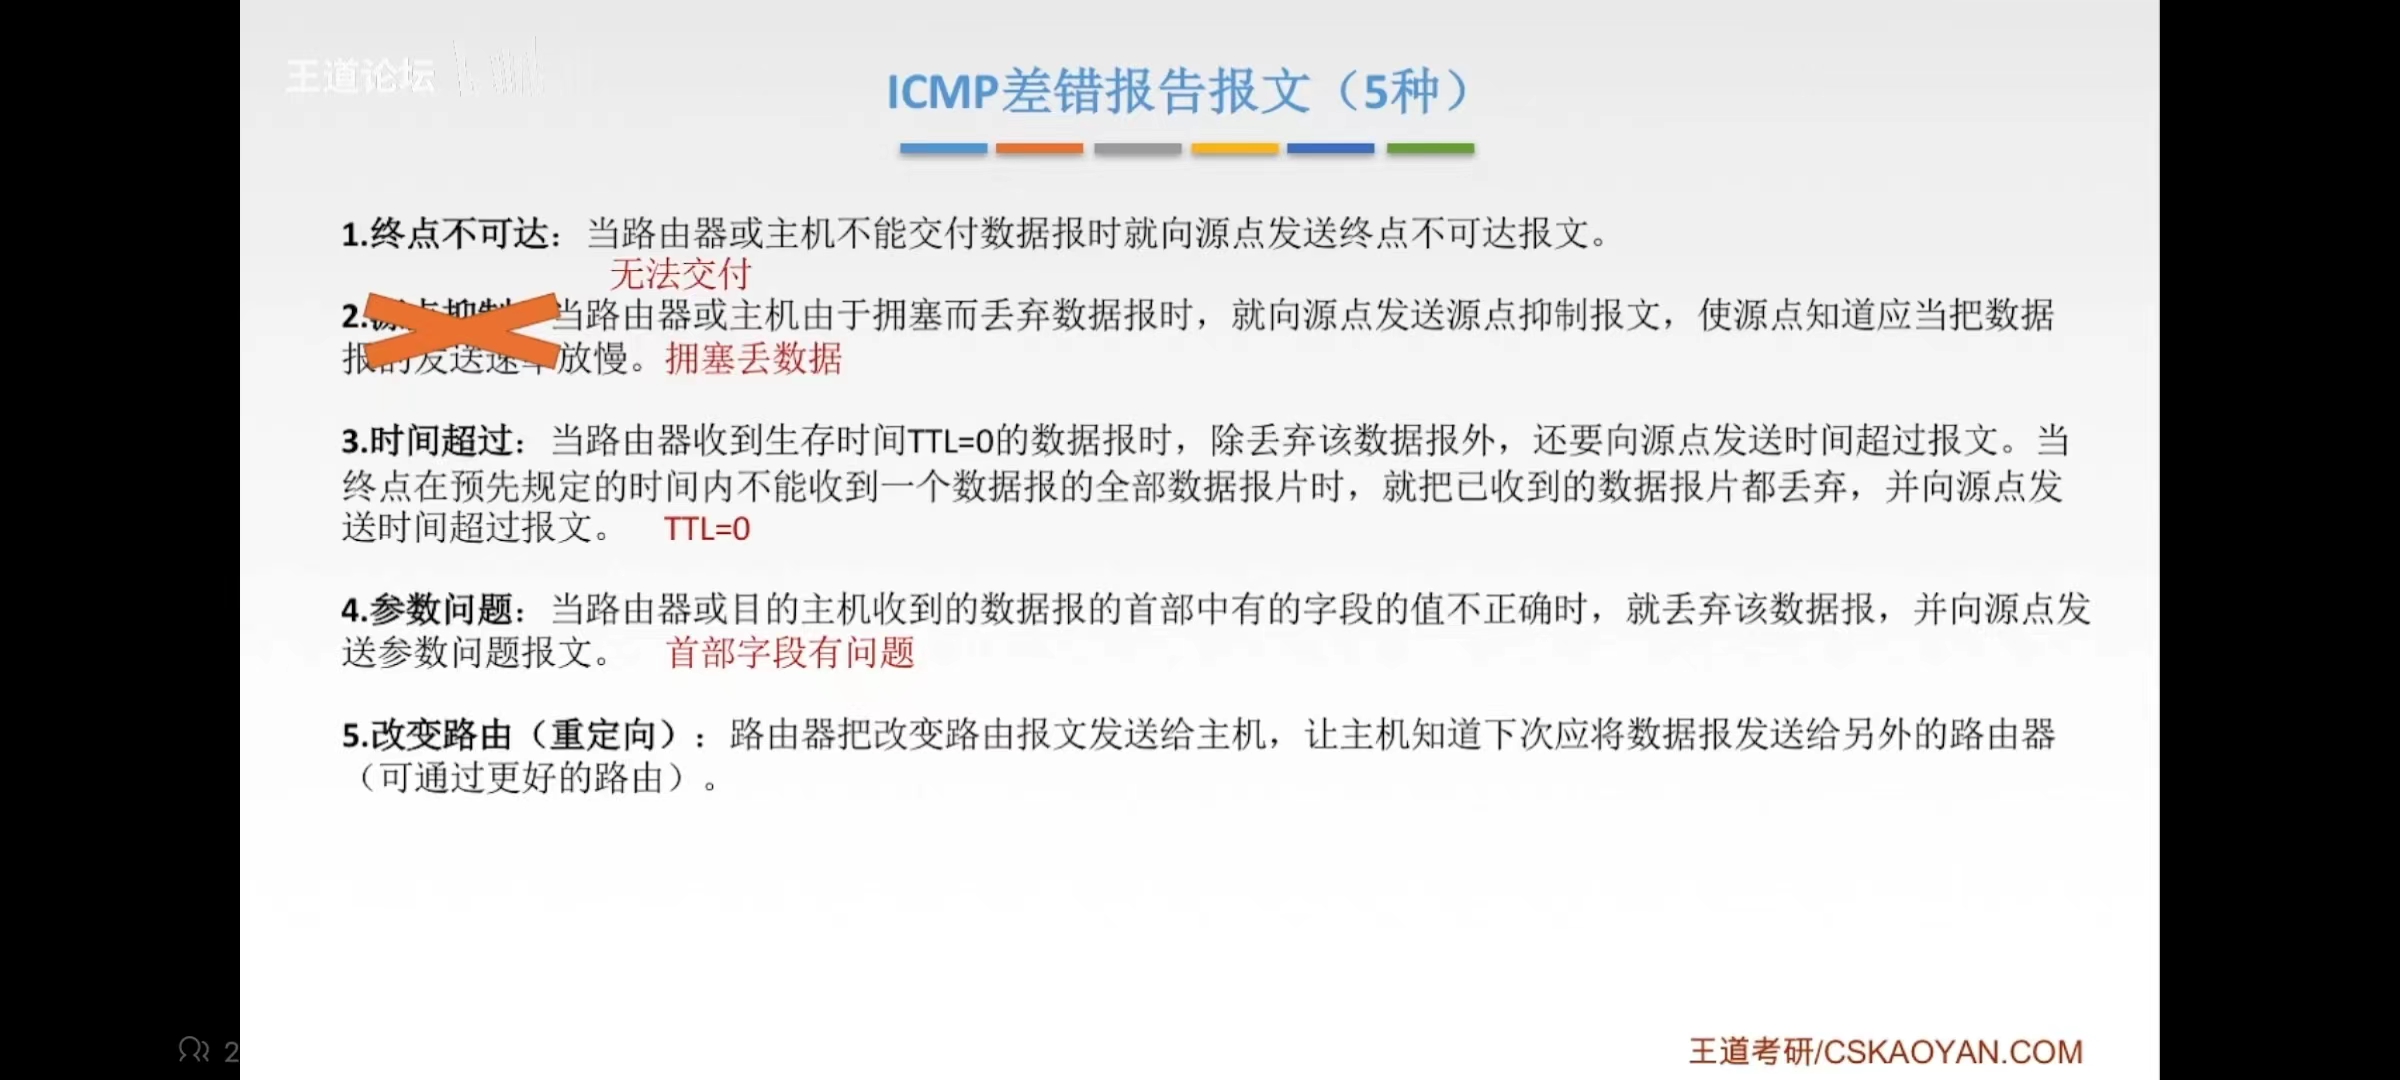 王道论坛
ICMP差错报告报文（5种）
1.终点不可达：当路由器或主机不能交付数据报时就向源点发送终点不可达报文。
无法交付
2. 当路由器或主机由于拥塞而丢弃数据报时，就向源点发送源点抑制报文，使源点知道应当把数据
报的发送速率放慢。 拥塞丢数据
3.时间超过：当路由器收到生存时间TTL=0的数据报时，除丢弃该数据报外，还要向源点发送时间超过报文。当
终点在预先规定的时间内不能收到一个数据报的全部数据报片时，就把已收到的数据报片都丢弃，并向源点发
送时间超过报文。 TTL=0
4.参数问题：当路由器或目的主机收到的数据报的首部中有的字段的值不正确时，就丢弃该数据报，并向源点发
送参数问题报文。 首部字段有问题
5.改变路由（重定向）：路由器把改变路由报文发送给主机，让主机知道下次应将数据报发送给另外的路由器
（可通过更好的路由）。
2
王道考研/CSKAOYAN.COM